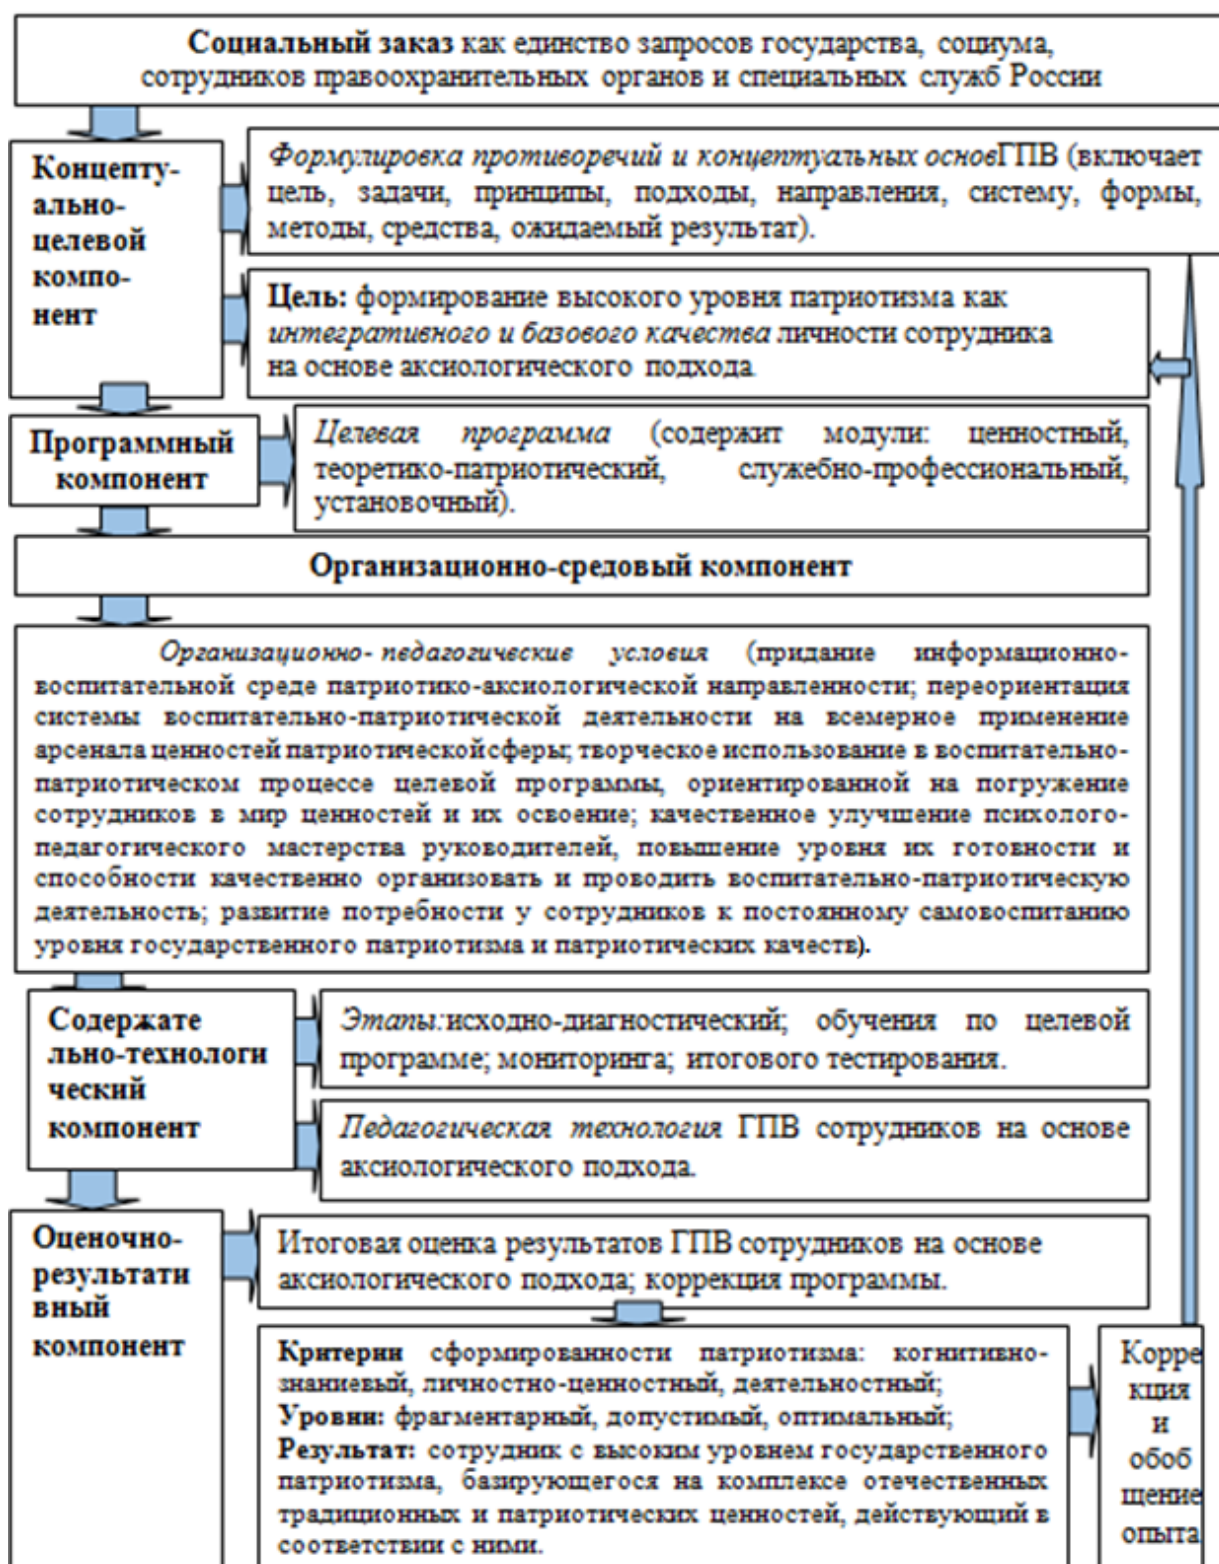 Социальный заказ как единство запросов государства, социума,
сотрудников правоохранительных органов и специальных служб России
Концепту-
ально-
целевой
компо-
нент
Формулировка противоречий и концептуальных основГПВ (включает
цель, задачи, принципы, подходы, направления, систему, формы,
методы, средства, ожидаемый результат).
Цель: формирование высокого уровня патриотизма как
интегративного и базового качества личности сотрудника
на основе аксиологического подхода
Программный
компонент
Целевая программа (содержит модули: ценностный,
теоретико-патриотический, служебно-профессиональный,
установочный).
Организационно-средовый компонент
Организационно- педагогические условия (придание информационно-
воспитательной среде патриотико-аксиологической направленности; переориентация
системы воспитательно-патриотической деятельности на всемерное применение
арсенала ценностей патриотической сферы; творческое использование в воспитательно-
патриотическом процессе целевой программы, ориентированной на погружение
сотрудников в мир ценностей и их освоение; качественное улучшение психолого-
педагогического мастерства руководителей, повышение уровня их готовности и
способности качественно организовать и проводить воспитательно-патриотическую
деятельность; развитие потребности у сотрудников к постоянному самовоспитанию
уровня государственного патриотизма и патриотических качеств).
Содержате
льно-технологи
ческий
компонент
Этапы:исходно-диагностический; обучения по целевой
программе; мониторинга; итогового тестирования.
Педагогическая технология ГПВ сотрудников на основе
аксиологического подхода.
Оценочно-
результати
вный
компонент
Итоговая оценка результатов ГПВ сотрудников на основе
аксиологического подхода; коррекция программы.
Критерии сформированности патриотизма: когнитивно-
знаниевый, личностно-ценностный, деятельностный;
Уровни: фрагментарный, допустимый, оптимальный;
Результат: сотрудник с высоким уровнем государственного
патриотизма, базирующегося на комплексе отечественных
традиционных и патриотических ценностей, действующий в
соответствии с ними.
Корре
кция
и
обоб
щение
опыта